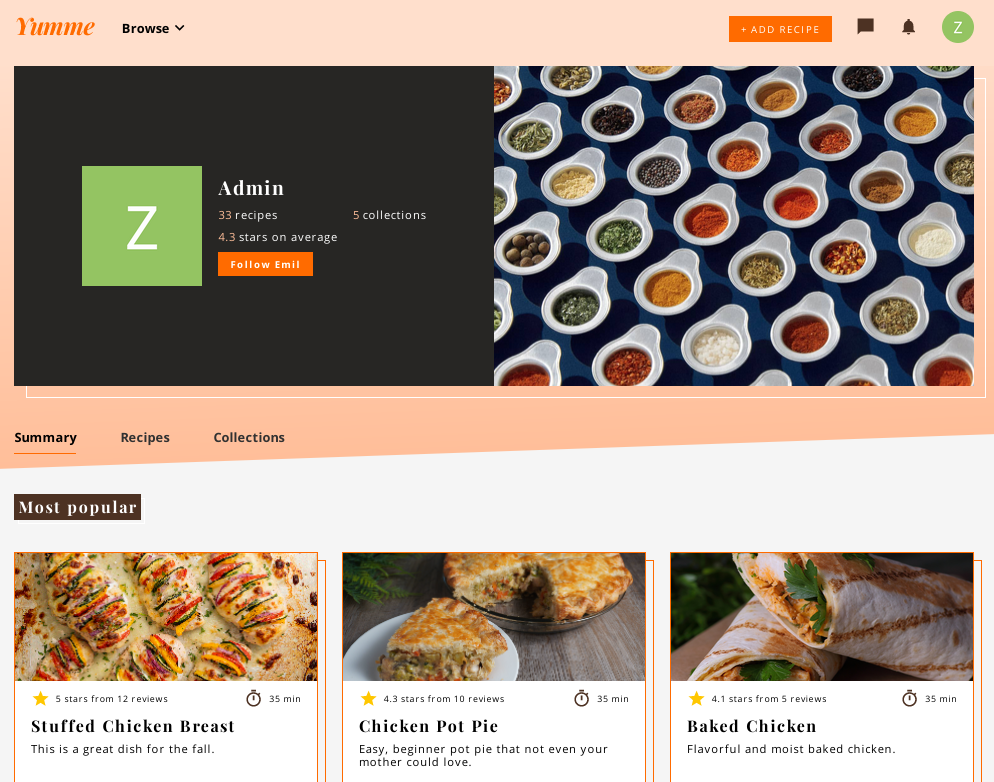 Yumme
Browse
+ ADD RECIPE
Z
Z
Admin
33 recipes
5 collections
4.3 stars on average
Follow Emil
Summary
Recipes
Collections
Most popular
5 stars from 12 reviews
35 min
Stuffed Chicken Breast
This is a great dish for the fall.
4.3 stars from 10 reviews
35 min
Chicken Pot Pie
Easy, beginner pot pie that not even your
mother could love.
4.1 stars from 5 reviews
35 min
Baked Chicken
Flavorful and moist baked chicken.